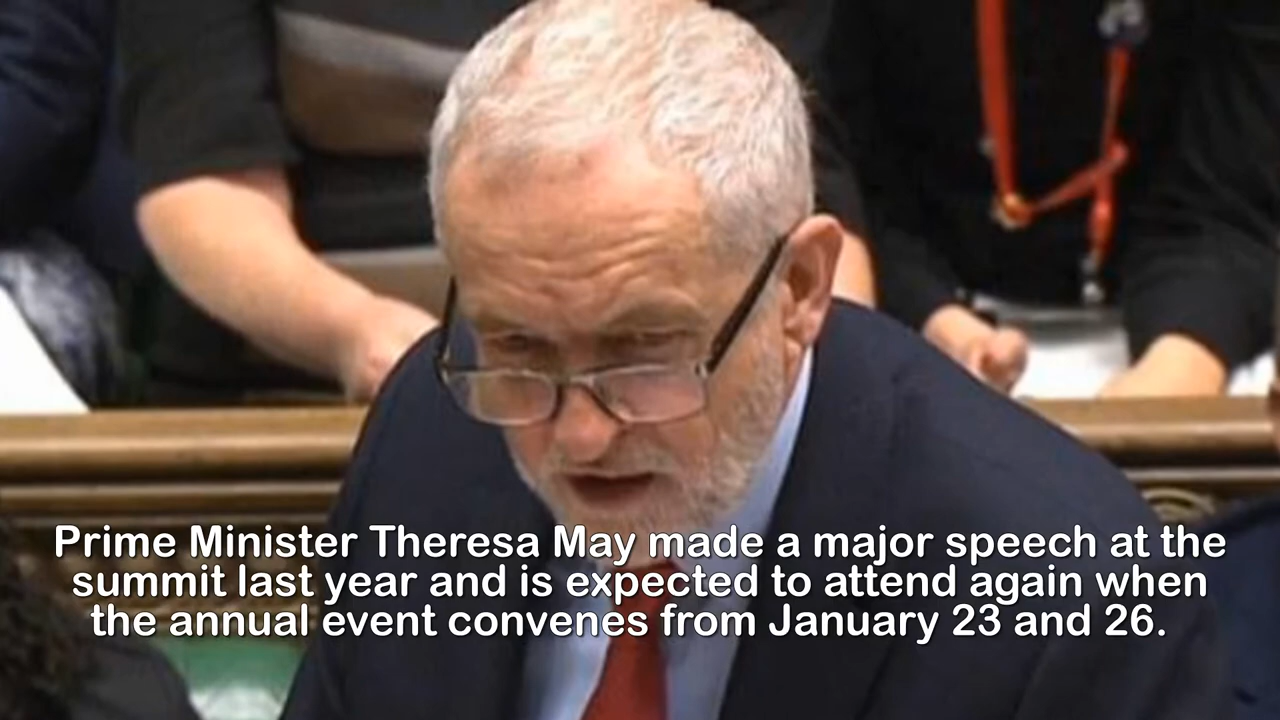 Prime Minister Theresa May made a major speech at the
summit last year and is expected to attend again when
the annual event convenes from January 23 and 26.